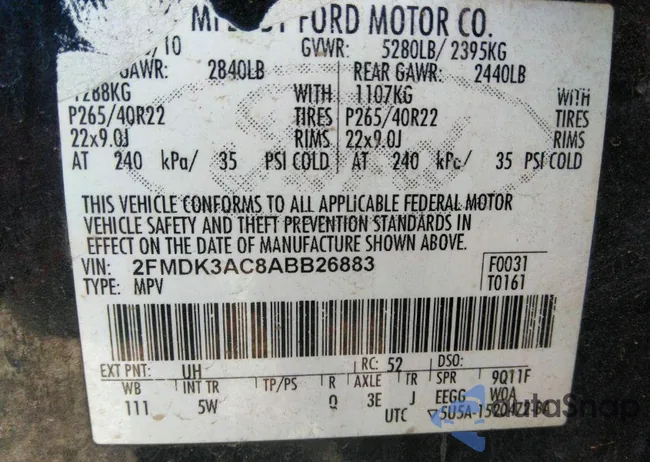 FORD MOTOR CO.
/10 GVWR: 5280LB/ 2395KG
GAWR: 2840LB REAR GAWR: 2440LB
1288KG WITH 1107KG WITH
P265/40R22 TIRES P265/40R22 TIRES
22x9.0J RIMS 22x9.0J RIMS
AT 240 kPa/ 35 PSI COLD AT 240 kPa/ 35 PSI COLD
THIS VEHICLE CONFORMS TO ALL APPLICABLE FEDERAL MOTOR
VEHICLE SAFETY AND THEFT PREVENTION STANDARDS IN
EFFECT ON THE DATE OF MANUFACTURE SHOWN ABOVE.
VIN: 2FMDK3AC8ABB26883 F0031
TYPE: MPV T0161
EXT PNT: UH RC: 52 DSO:
WB INT TR TP/PS R AXLE TR SPR 9Q11F
111 5W Q 3E J EEGG WOA
UTC
AutoSnap